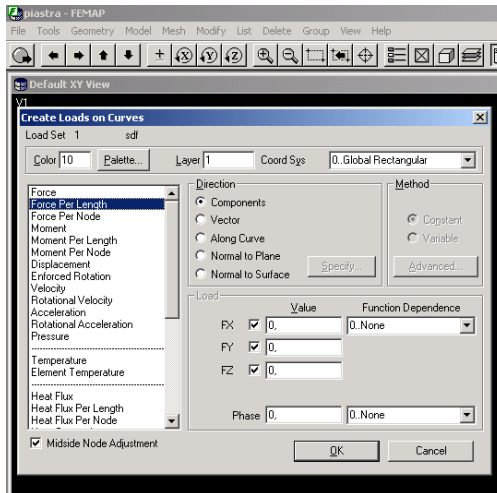 piastra - FEMAP
File Tools Geometry Model Mesh Modify List Delete Group View Help
Default XY View
V1
Create Loads on Curves
Load Set 1 sdf
Color 10 Palette... Layer 1 Coord Sys 0..Global Rectangular
Direction
Method
Force
Force Per Length
Force Per Node
Moment
Moment Per Length
Moment Per Node
Displacement
Enforced Rotation
Velocity
Rotational Velocity
Acceleration
Rotational Acceleration
Pressure
Temperature
Element Temperature
Heat Flux
Heat Flux Per Length
Heat Flux Per Node
Components
Vector
Along Curve
Normal to Plane
Normal to Surface
Specify...
Constant
Variable
Advanced...
Load
Value Function Dependence
FX 0, 0..None
FY 0,
FZ 0,
Phase 0, 0..None
Midside Node Adjustment
OK Cancel